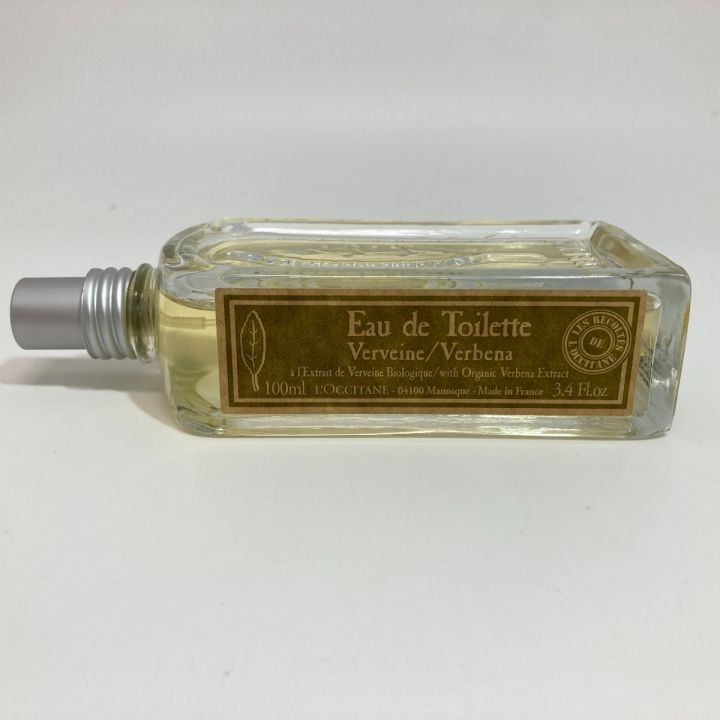 Eau de Toilette
Verveine/Verbena
à l'Extrait de Verveine Biologique/with Organic Verbena Extract
100ml L'OCCITANE - 04100 Manosque - Made in France 3.4 Fl.oz
LES RECOLTES
DE
L'OCCITANE